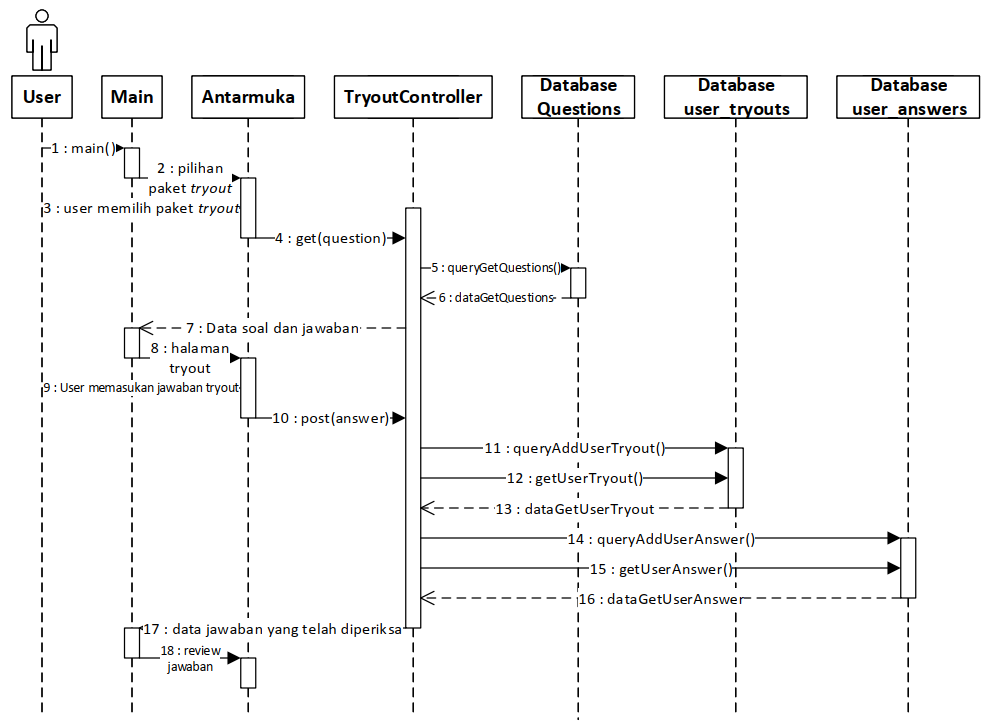 User
Main
Antarmuka
TryoutController
Database
Questions
Database
user_tryouts
Database
user_answers
1 : main()
2 : pilihan
paket tryout
3 : user memilih paket tryout
4 : get(question)
5 : queryGetQuestions()
6 : dataGetQuestions
7 : Data soal dan jawaban
8 : halaman
tryout
9 : User memasukan jawaban tryout
10 : post(answer)
11 : queryAddUserTryout()
12 : getUserTryout()
13 : dataGetUserTryout
14 : queryAddUserAnswer()
15 : getUserAnswer()
16 : dataGetUserAnswer
17 : data jawaban yang telah diperiksa
18 : review
jawaban